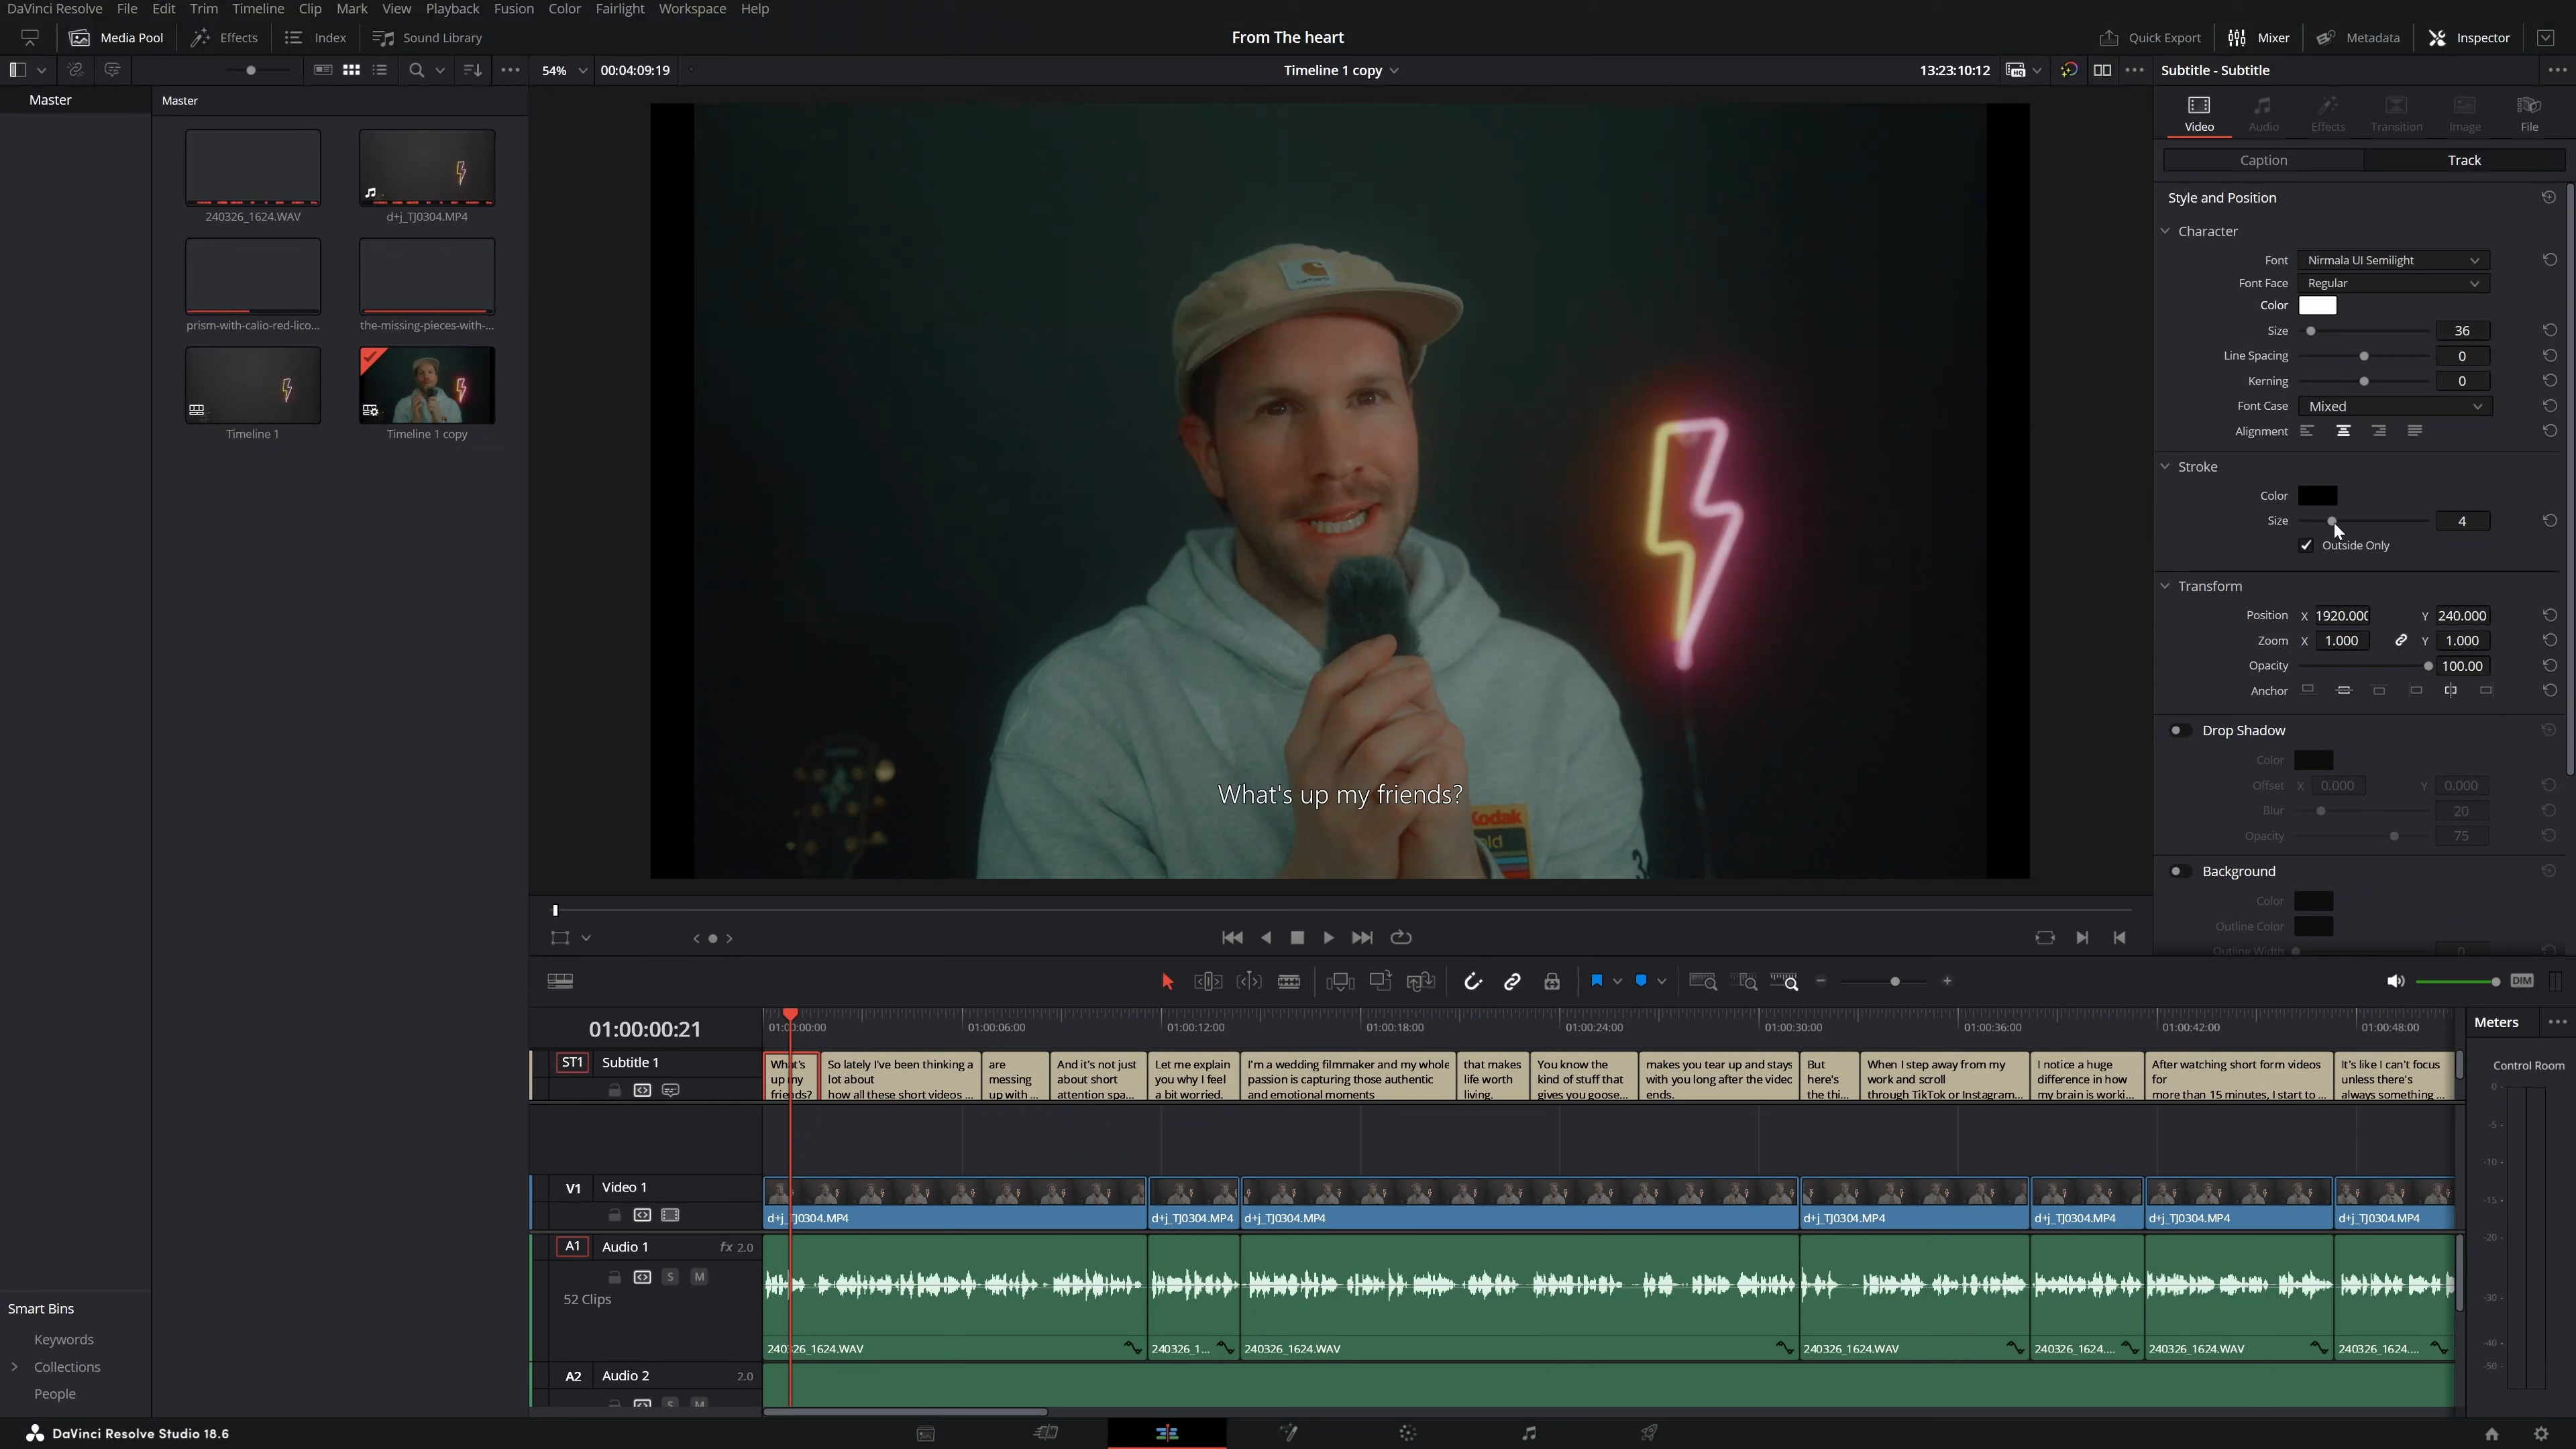 DaVinci Resolve File Edit Trim Timeline Clip Mark View Playback Fusion Color Fairlight Workspace Help
Media Pool Effects Index Sound Library From The heart Quick Export Mixer Metadata Inspector
54% 00:04:09:19 Timeline 1 copy 13:23:10:12 Subtitle - Subtitle
Master Master
240326_1624.WAV d+j_TJ0304.MP4
prism-with-calio-red-lico... the-missing-pieces-with-...
Timeline 1 Timeline 1 copy
Smart Bins
Keywords
Collections
People
What's up my friends?
Kodak
Video Audio Effects Transition Image File
Caption Track
Style and Position
Character
Font Nirmala UI Semilight
Font Face Regular
Color
Size 36
Line Spacing 0
Kerning 0
Font Case Mixed
Alignment
Stroke
Color
Size 4
Outside Only
Transform
Position X 1920.000 Y 240.000
Zoom X 1.000 Y 1.000
Opacity 100.00
Anchor
Drop Shadow
Color
Offset X 0.000 Y 0.000
Blur 20
Opacity 75
Background
Color
Outline Color
Outline Width 0
DIM
01:00:00:21 01:00:00:00 01:00:06:00 01:00:12:00 01:00:18:00 01:00:24:00 01:00:30:00 01:00:36:00 01:00:42:00 01:00:48:00
ST1 Subtitle 1
What's
up my
friends?
So lately I've been thinking a
lot about
how all these short videos ...
are
messing
up with ...
And it's not just
about short
attention spa...
Let me explain
you why I feel
a bit worried.
I'm a wedding filmmaker and my whole
passion is capturing those authentic
and emotional moments
that makes
life worth
living.
You know the
kind of stuff that
gives you goose...
makes you tear up and stays
with you long after the video
ends.
But
here's
the thi...
When I step away from my
work and scroll
through TikTok or Instagram...
I notice a huge
difference in how
my brain is worki...
After watching short form videos
for
more than 15 minutes, I start to ...
It's like I can't focus
unless there's
always something ...
V1 Video 1
d+j_TJ0304.MP4 d+j_TJ0304.MP4 d+j_TJ0304.MP4 d+j_TJ0304.MP4 d+j_TJ0304.MP4 d+j_TJ0304.MP4 d+j_TJ0304.MP4
A1 Audio 1 fx 2.0
S M
52 Clips
240326_1624.WAV 240326_1... 240326_1624.WAV 240326_1624.WAV 240326_1624.... 240326_1624.WAV 240326_1624....
A2 Audio 2 2.0
S M
Meters
Control Room
0
-5
-10
-15
-20
-30
-40
-50
DaVinci Resolve Studio 18.6